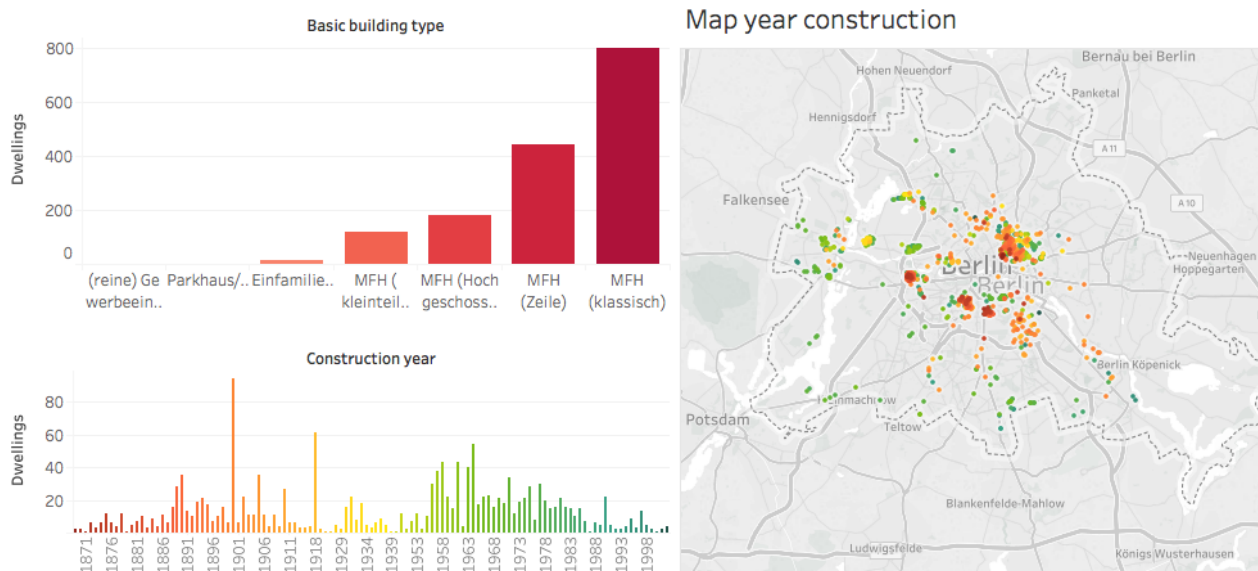 Basic building type
Dwellings
800
600
400
200
0
(reine) Ge
werbeein..
Parkhaus/..
Einfamilie..
MFH (
kleinteil..
MFH (Hoch
geschoss..
MFH
(Zeile)
MFH
(klassisch)
Construction year
Dwellings
80
60
40
20
1871
1876
1881
1886
1891
1896
1901
1906
1911
1918
1929
1934
1939
1953
1958
1963
1968
1973
1978
1983
1988
1993
1998
Map year construction
Bernau bei Berlin
Hohen Neuendorf
Panketal
Hennigsdorf
A 11
Falkensee
A 10
Neuenhagen
Hoppegarten
Berlin
Berlin
Berlin Köpenick
Potsdam
Teltow
Blankenfelde-Mahlow
Ludwigsfelde
Königs Wusterhausen